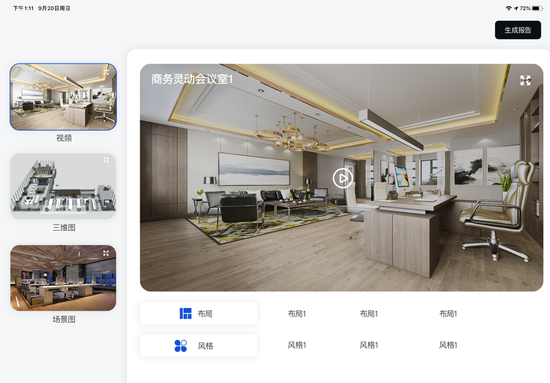 下午1:11 9月20日周日 72%
生成报告
商务灵动会议室1
视频
三维图
场景图
布局 布局1 布局1 布局1
风格 风格1 风格1 风格1